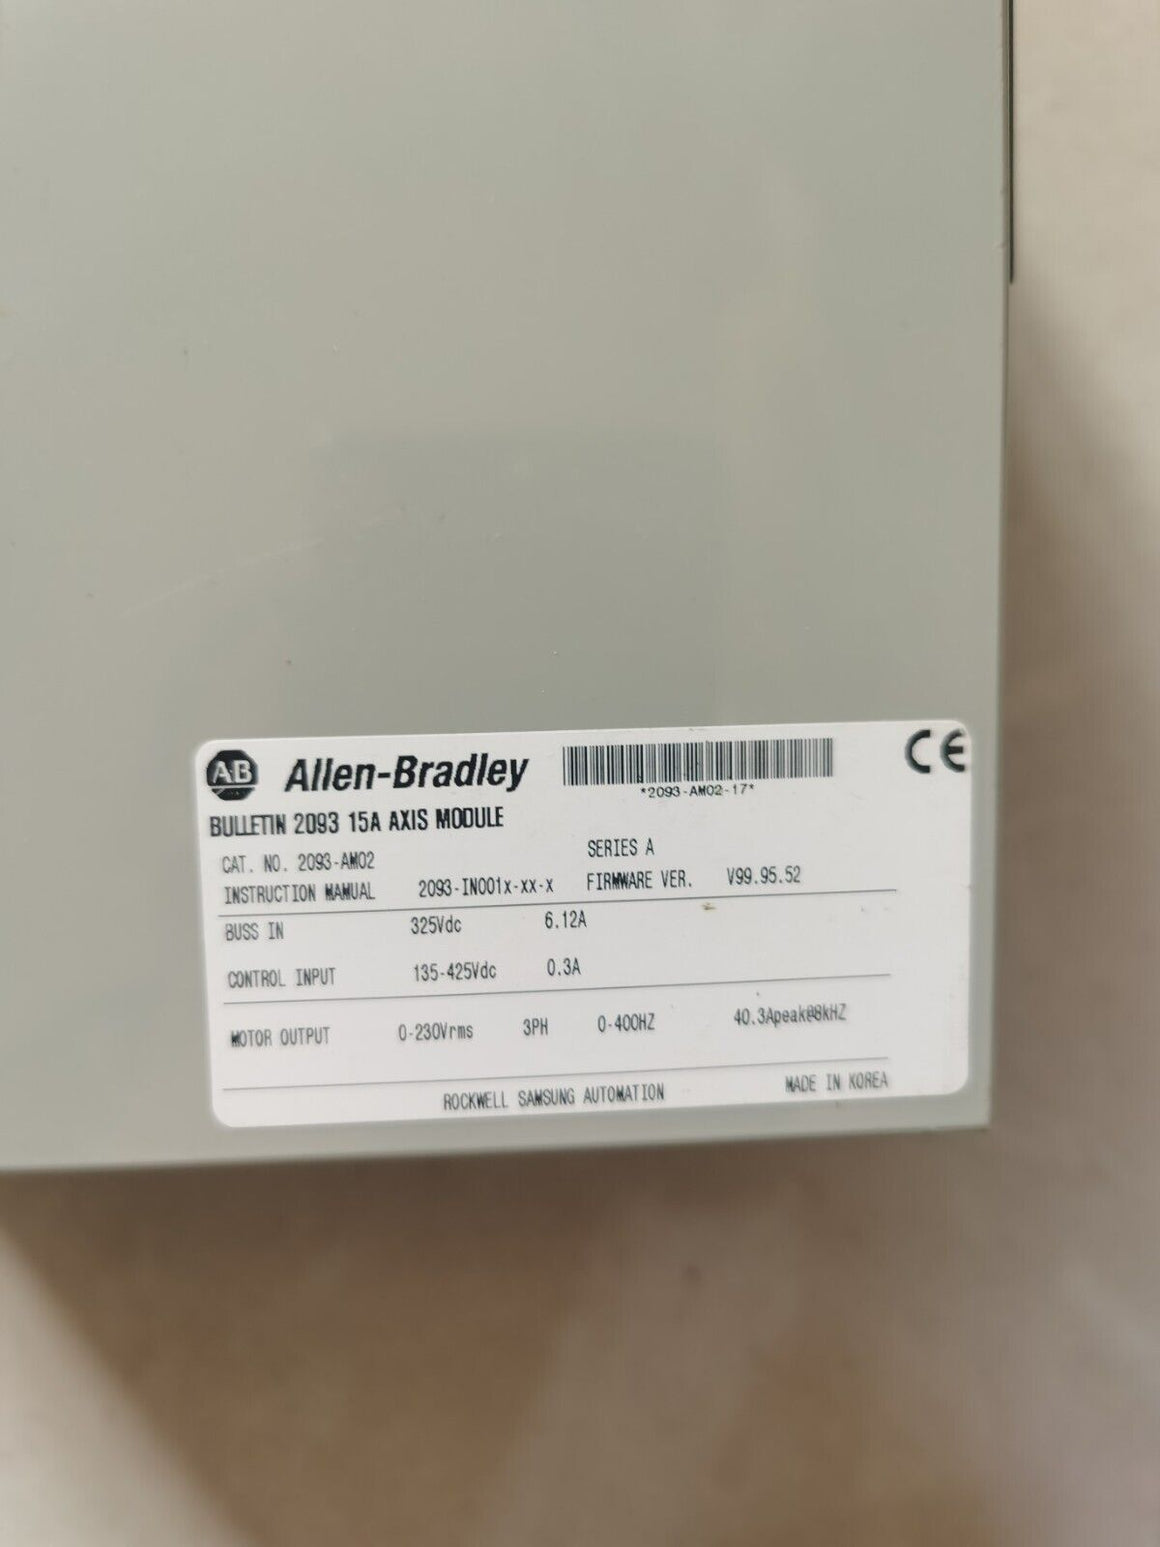 AB Allen-Bradley
*2093-AM02-17*
CE
BULLETIN 2093 15A AXIS MODULE
CAT. NO. 2093-AM02 SERIES A
INSTRUCTION MANUAL 2093-IN001X-XX-X FIRMWARE VER. V99.95.52
BUSS IN 325Vdc 6.12A
CONTROL INPUT 135-425Vdc 0.3A
MOTOR OUTPUT 0-230Vrms 3PH 0-400HZ 40.3Apeak@8kHZ
ROCKWELL SAMSUNG AUTOMATION MADE IN KOREA